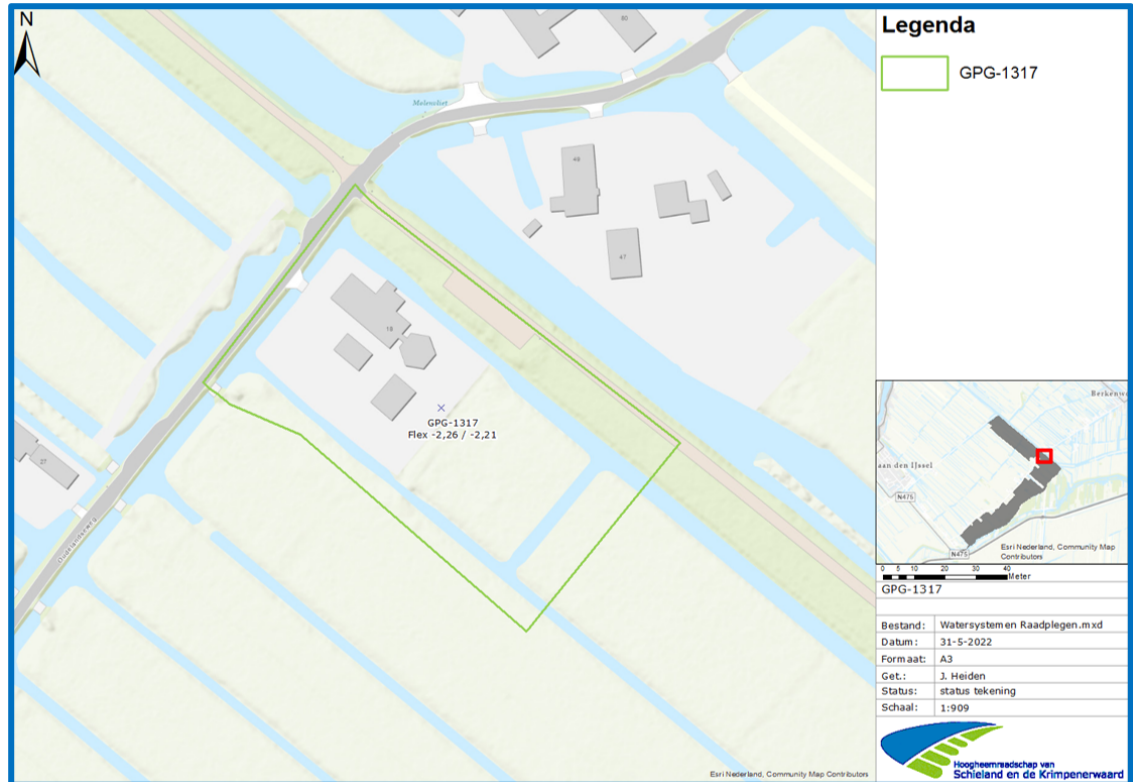 N
Molenvliet
60
49
47
18
GPG-1317
Flex -2,26 / -2,21
27
Oudelandseweg
Esri Nederland, Community Map Contributors
Legenda
GPG-1317
aan den IJssel
N475
N475
Esri Nederland, Community Map
Contributors
0 5 10 20 30 40
Meter
GPG-1317
Bestand: Watersystemen Raadplegen.mxd
Datum: 31-5-2022
Formaat: A3
Get.: J. Heiden
Status: status tekening
Schaal: 1:909
Hoogheemraadschap van
Schieland en de Krimpenerwaard